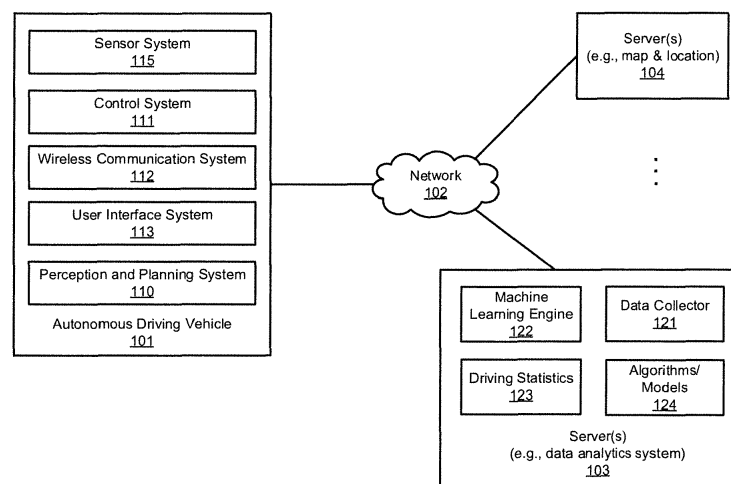 Sensor System
115
Control System
111
Wireless Communication System
112
User Interface System
113
Perception and Planning System
110
Autonomous Driving Vehicle
101
Network
102
Server(s)
(e.g., map & location)
104
Machine
Learning Engine
122
Data Collector
121
Driving Statistics
123
Algorithms/
Models
124
Server(s)
(e.g., data analytics system)
103